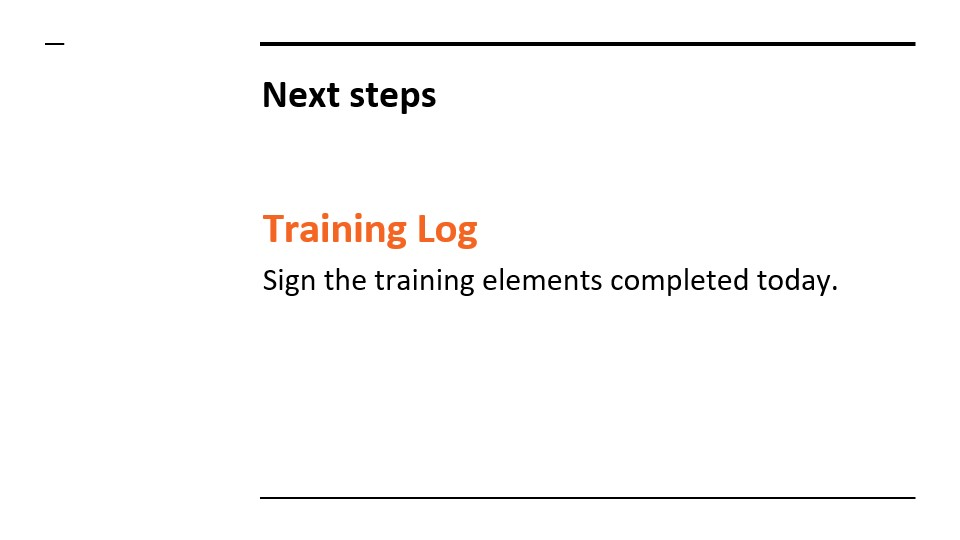 Next steps
Training Log
Sign the training elements completed today.